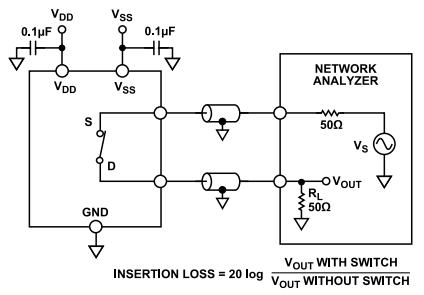 VDD VSS
0.1µF 0.1µF
VDD VSS
NETWORK
ANALYZER
S
50Ω
VS
D
VOUT
RL
50Ω
GND
INSERTION LOSS = 20 log VOUT WITH SWITCH
VOUT WITHOUT SWITCH